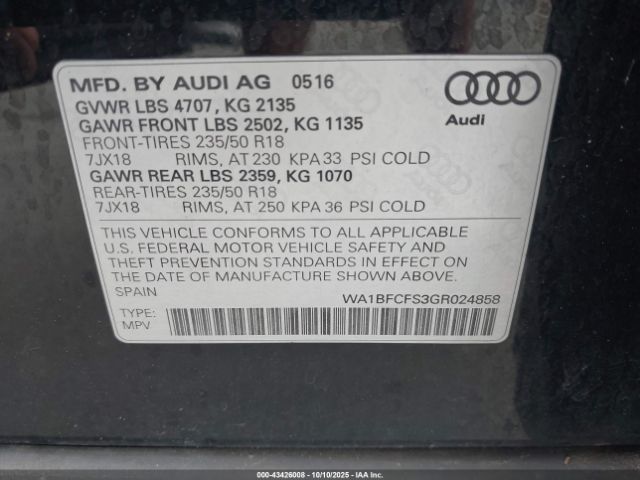 MFD. BY AUDI AG 0516
GVWR LBS 4707, KG 2135
GAWR FRONT LBS 2502, KG 1135
FRONT-TIRES 235/50 R18
7JX18 RIMS, AT 230 KPA 33 PSI COLD
GAWR REAR LBS 2359, KG 1070
REAR-TIRES 235/50 R18
7JX18 RIMS, AT 250 KPA 36 PSI COLD
Audi
THIS VEHICLE CONFORMS TO ALL APPLICABLE
U.S. FEDERAL MOTOR VEHICLE SAFETY AND
THEFT PREVENTION STANDARDS IN EFFECT ON
THE DATE OF MANUFACTURE SHOWN ABOVE.
SPAIN WA1BFCFS3GR024858
TYPE:
MPV
000-43426008 - 10/10/2025 - IAAI.COM